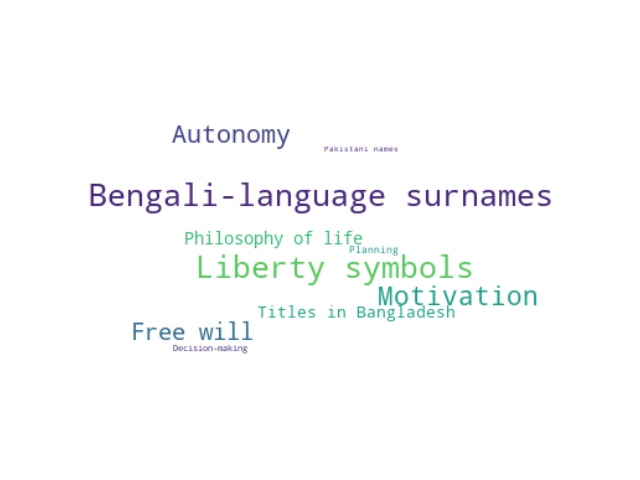 Autonomy
Pakistani names
Bengali-language surnames
Philosophy of life
Planning
Liberty symbols
Motivation
Titles in Bangladesh
Free will
Decision-making